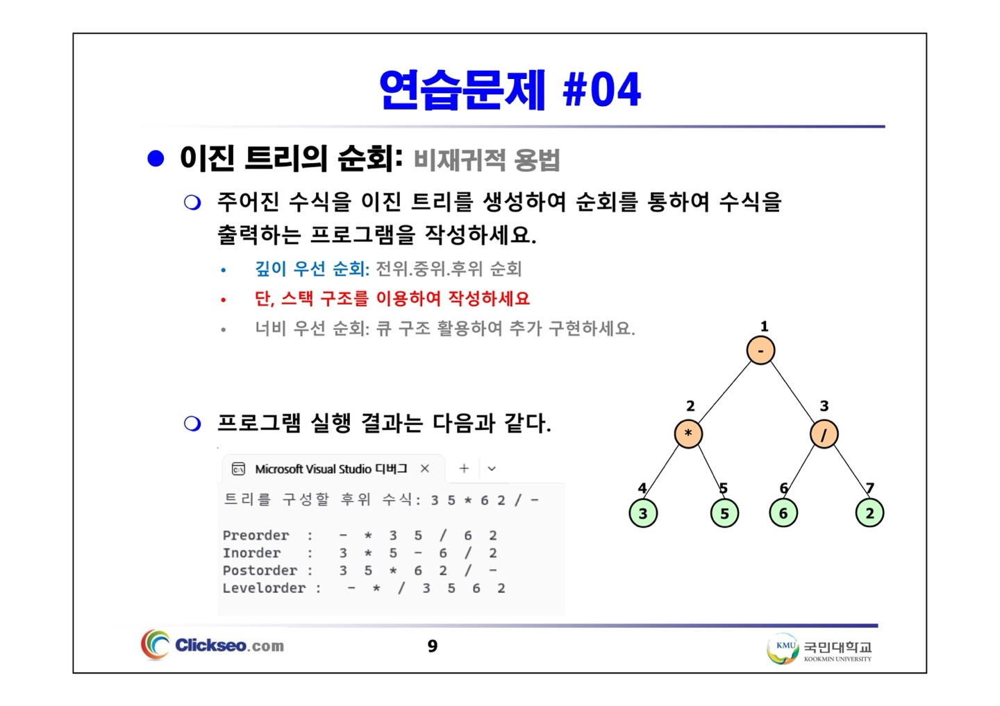 연습문제 #04
이진 트리의 순회: 비재귀적 용법
주어진 수식을 이진 트리를 생성하여 순회를 통하여 수식을
출력하는 프로그램을 작성하세요.
깊이 우선 순회: 전위.중위.후위 순회
단, 스택 구조를 이용하여 작성하세요
너비 우선 순회: 큐 구조 활용하여 추가 구현하세요.
1
-
2 3
* /
4 5 6 7
3 5 6 2
프로그램 실행 결과는 다음과 같다.
Microsoft Visual Studio 디버그
트리를 구성할 후위 수식: 3 5 * 6 2 / -
Preorder : - * 3 5 / 6 2
Inorder : 3 * 5 - 6 / 2
Postorder : 3 5 * 6 2 / -
Levelorder : - * / 3 5 6 2
Clickseo.com
9
KMU 국민대학교
KOOKMIN UNIVERSITY